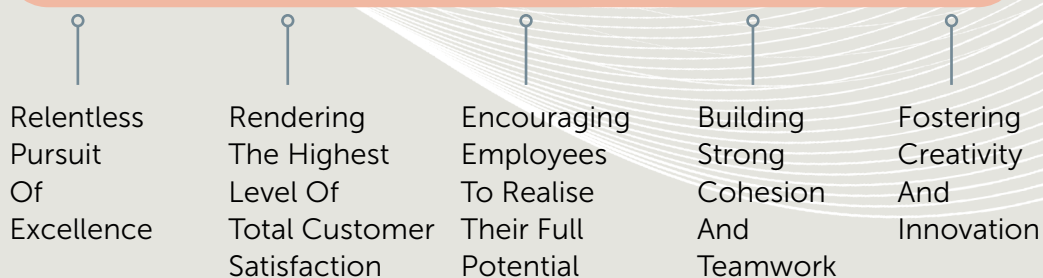 Relentless
Pursuit
Of
Excellence
Rendering
The Highest
Level Of
Total Customer
Satisfaction
Encouraging
Employees
To Realise
Their Full
Potential
Building
Strong
Cohesion
And
Teamwork
Fostering
Creativity
And
Innovation